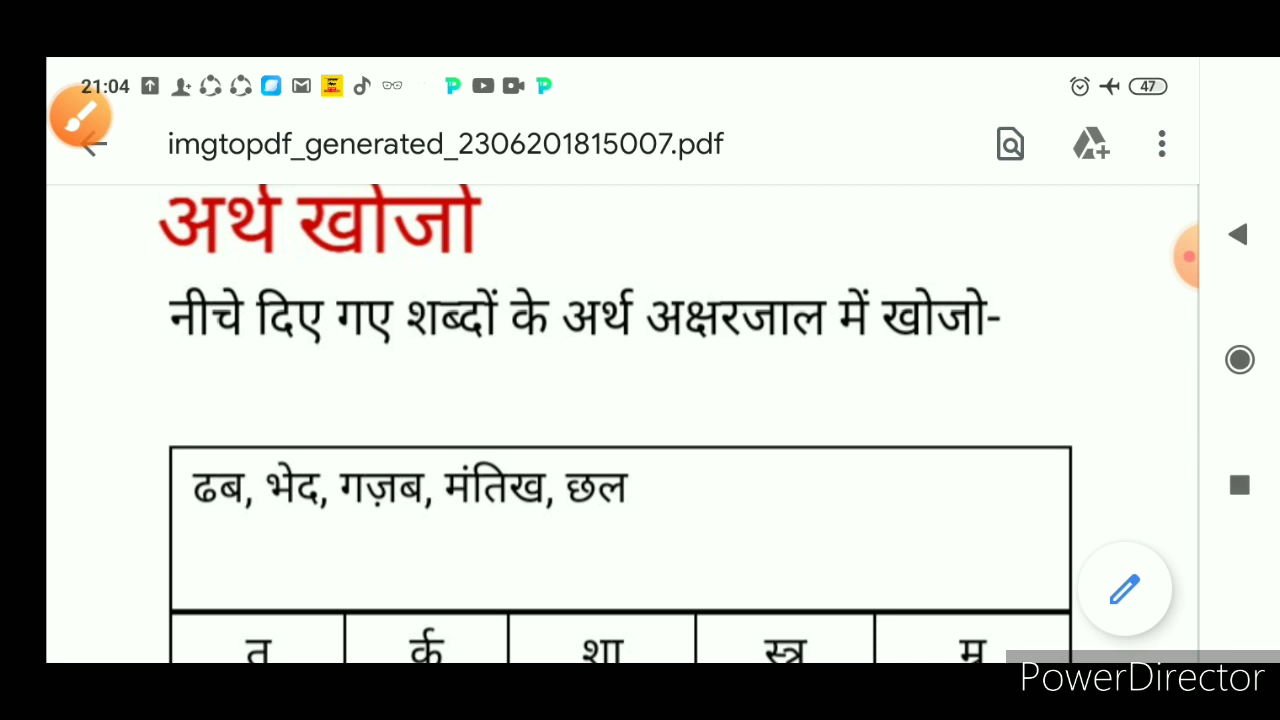 21:04
47
imgtopdf_generated_2306201815007.pdf
अर्थ खोजो
नीचे दिए गए शब्दों के अर्थ अक्षरजाल में खोजो-
ढब, भेद, गज़ब, मंतिख, छल
त र्क शा स्त्र म
PowerDirector